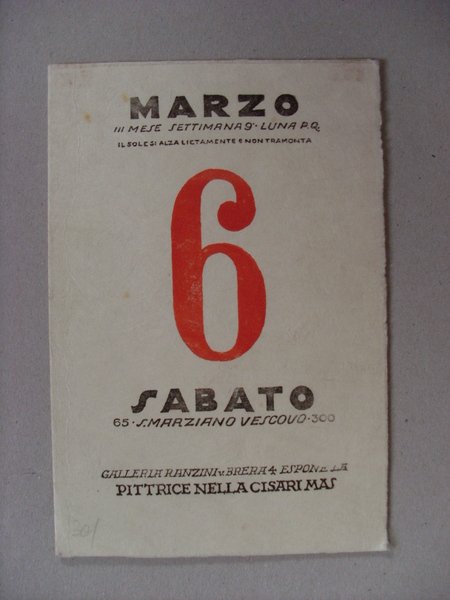 MARZO
III MESE SETTIMANA 9ª LUNA P.Q.
IL SOLE SI ALZA LIETAMENTE E NON TRAMONTA
6
SABATO
65 · S. MARZIANO VESCOVO · 300
GALLERIA RANZINI V. BRERA 4 ESPONE LA
PITTRICE NELLA CISARI MAS